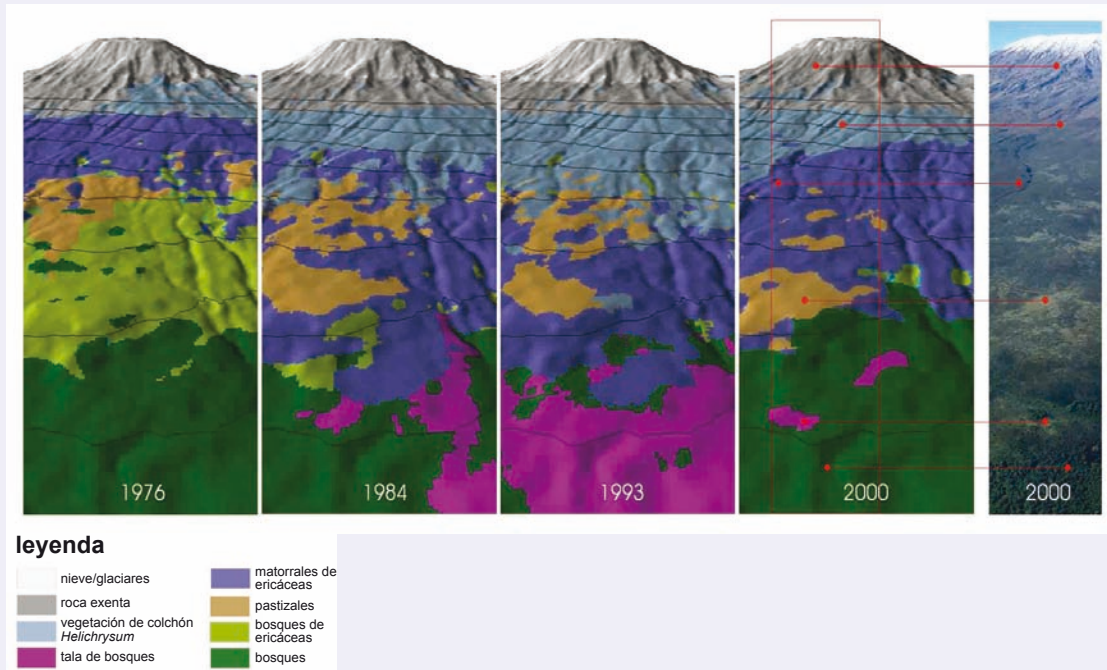 1976
1984
1993
2000
2000
leyenda
nieve/glaciares
roca exenta
vegetación de colchón
Helichrysum
tala de bosques
matorrales de
ericáceas
pastizales
bosques de
ericáceas
bosques